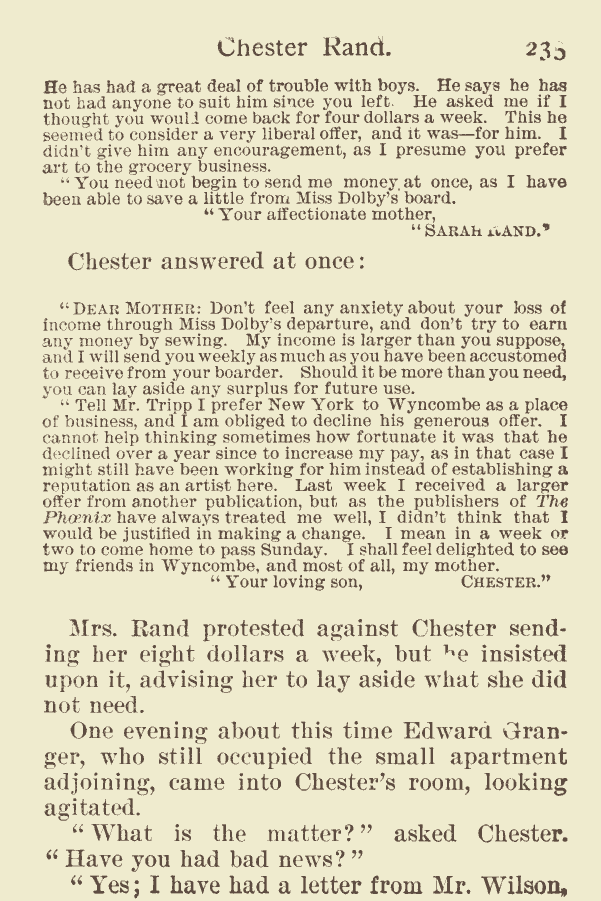 Chester Rand. 235
He has had a great deal of trouble with boys. He says he has
not had anyone to suit him since you left. He asked me if I
thought you would come back for four dollars a week. This he
seemed to consider a very liberal offer, and it was—for him. I
didn't give him any encouragement, as I presume you prefer
art to the grocery business.
"You need not begin to send me money at once, as I have
been able to save a little from Miss Dolby's board.
"Your affectionate mother,
"SARAH RAND."
Chester answered at once:
"DEAR MOTHER: Don't feel any anxiety about your loss of
income through Miss Dolby's departure, and don't try to earn
any money by sewing. My income is larger than you suppose,
and I will send you weekly as much as you have been accustomed
to receive from your boarder. Should it be more than you need,
you can lay aside any surplus for future use.
"Tell Mr. Tripp I prefer New York to Wyncombe as a place
of business, and I am obliged to decline his generous offer. I
cannot help thinking sometimes how fortunate it was that he
declined over a year since to increase my pay, as in that case I
might still have been working for him instead of establishing a
reputation as an artist here. Last week I received a larger
offer from another publication, but as the publishers of The
Phœnix have always treated me well, I didn't think that I
would be justified in making a change. I mean in a week or
two to come home to pass Sunday. I shall feel delighted to see
my friends in Wyncombe, and most of all, my mother.
"Your loving son, CHESTER."
Mrs. Rand protested against Chester send-
ing her eight dollars a week, but he insisted
upon it, advising her to lay aside what she did
not need.
One evening about this time Edward Gran-
ger, who still occupied the small apartment
adjoining, came into Chester's room, looking
agitated.
"What is the matter?" asked Chester.
"Have you had bad news?"
"Yes; I have had a letter from Mr. Wilson,